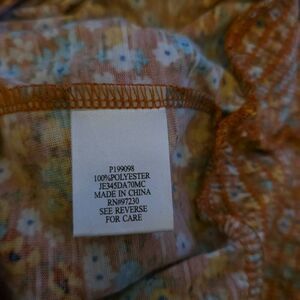 P199098
100%POLYESTER
JE345DA70MC
MADE IN CHINA
RN#97230
SEE REVERSE
FOR CARE